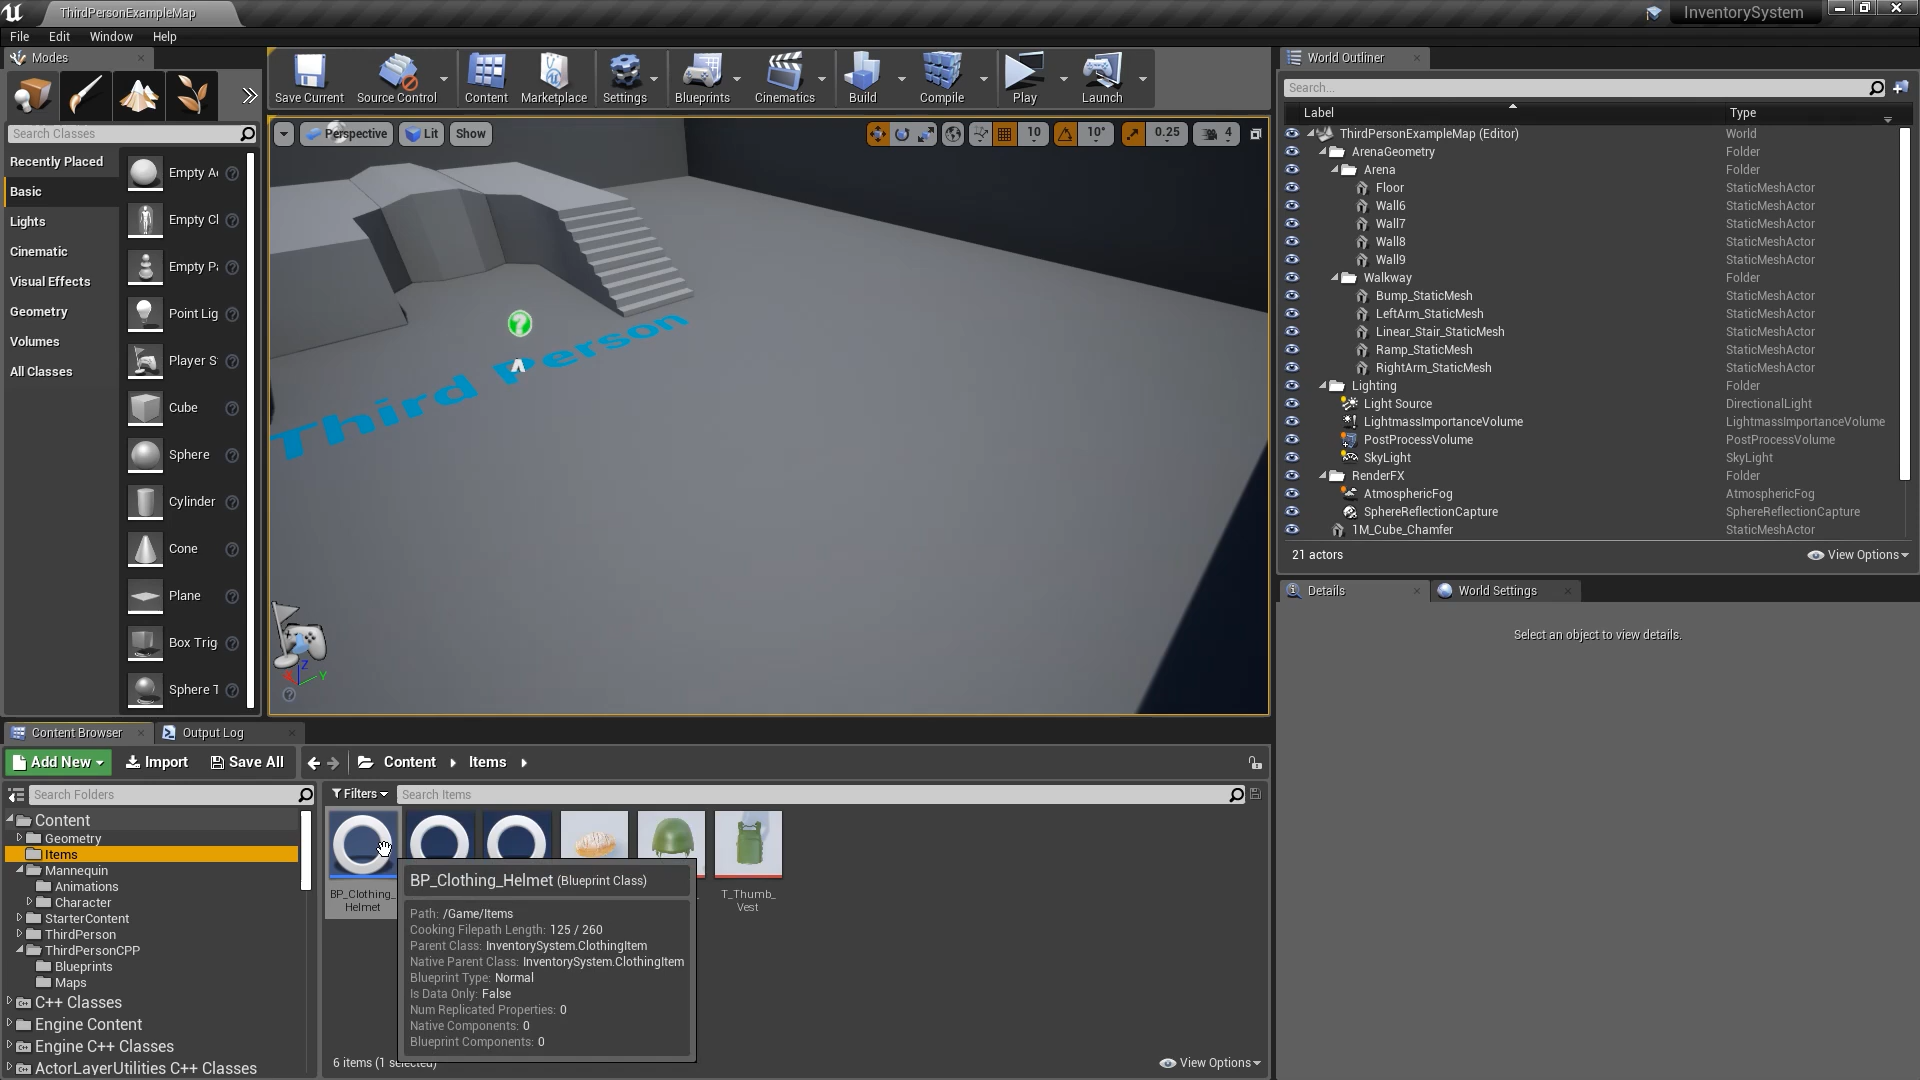 ThirdPersonExampleMap
InventorySystem
File Edit Window Help
Modes
Search Classes
Recently Placed
Basic
Lights
Cinematic
Visual Effects
Geometry
Volumes
All Classes
Empty A
Empty Cl
Empty P
Point Lig
Player S
Cube
Sphere
Cylinder
Cone
Plane
Box Trig
Sphere T
Save Current Source Control Content Marketplace Settings Blueprints Cinematics Build Compile Play Launch
Perspective Lit Show 10 10° 0.25 4
Third Person
Z
X
Y
World Outliner
Search...
Label Type
ThirdPersonExampleMap (Editor) World
ArenaGeometry Folder
Arena Folder
Floor StaticMeshActor
Wall6 StaticMeshActor
Wall7 StaticMeshActor
Wall8 StaticMeshActor
Wall9 StaticMeshActor
Walkway Folder
Bump_StaticMesh StaticMeshActor
LeftArm_StaticMesh StaticMeshActor
Linear_Stair_StaticMesh StaticMeshActor
Ramp_StaticMesh StaticMeshActor
RightArm_StaticMesh StaticMeshActor
Lighting Folder
Light Source DirectionalLight
LightmassImportanceVolume LightmassImportanceVolume
PostProcessVolume PostProcessVolume
SkyLight SkyLight
RenderFX Folder
AtmosphericFog AtmosphericFog
SphereReflectionCapture SphereReflectionCapture
1M_Cube_Chamfer StaticMeshActor
21 actors View Options
Details World Settings
Select an object to view details.
Content Browser Output Log
Add New Import Save All Content Items
Search Folders
Content
Geometry
Items
Mannequin
Animations
Character
StarterContent
ThirdPerson
ThirdPersonCPP
Blueprints
Maps
C++ Classes
Engine Content
Engine C++ Classes
ActorLayerUtilities C++ Classes
Filters Search Items
BP_Clothing_
Helmet
T_Thumb_
Vest
BP_Clothing_Helmet (Blueprint Class)
Path: /Game/Items
Cooking Filepath Length: 125 / 260
Parent Class: InventorySystem.ClothingItem
Native Parent Class: InventorySystem.ClothingItem
Blueprint Type: Normal
Is Data Only: False
Num Replicated Properties: 0
Native Components: 0
Blueprint Components: 0
6 items (1 selected) View Options